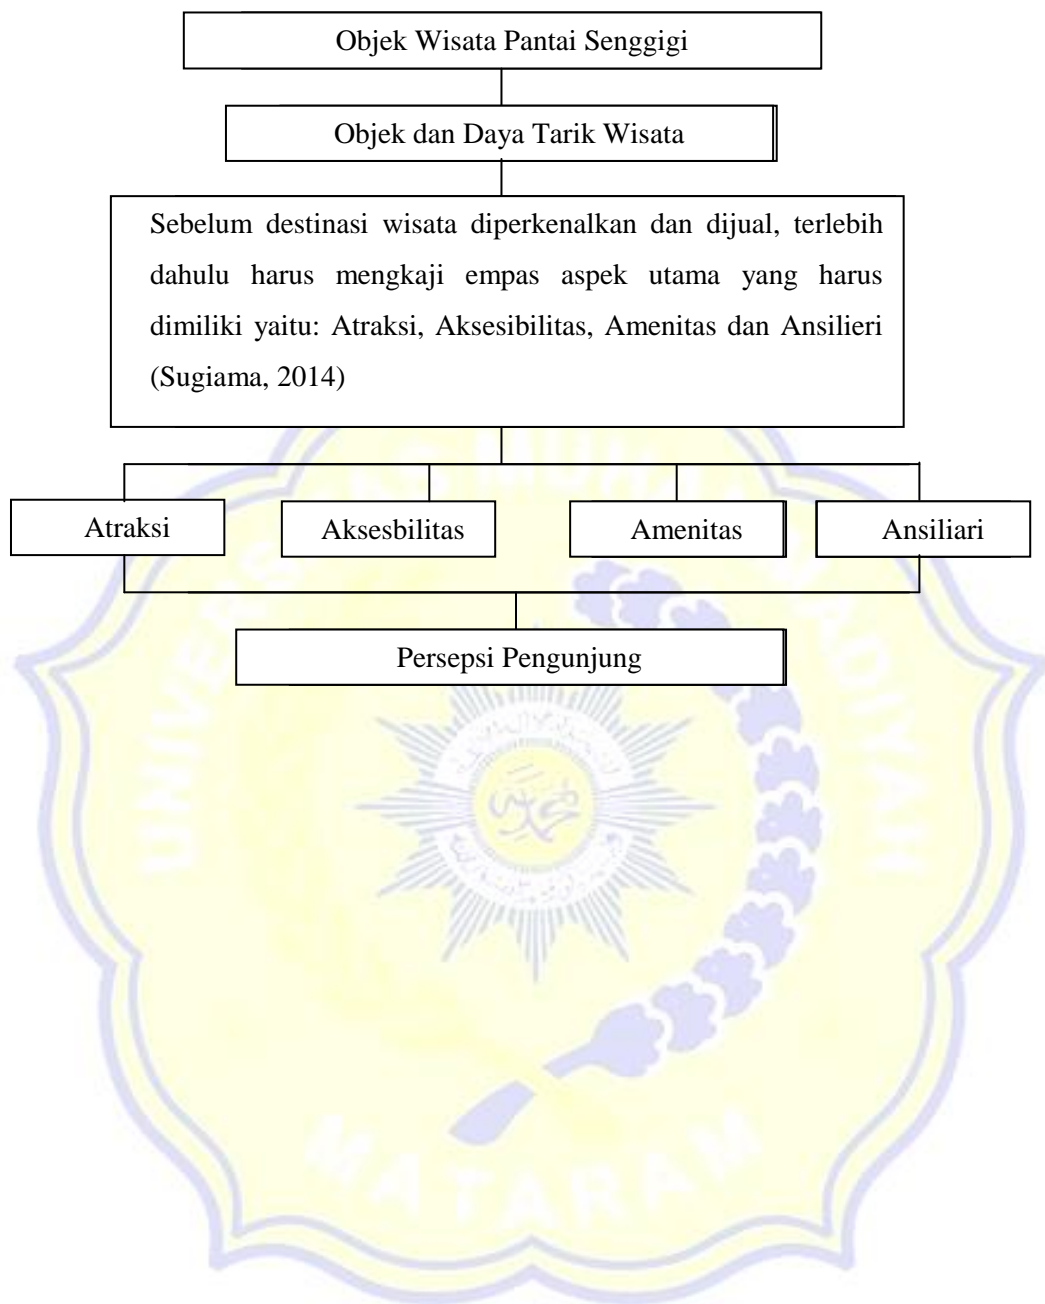 Objek Wisata Pantai Senggigi
Objek dan Daya Tarik Wisata
Sebelum destinasi wisata diperkenalkan dan dijual, terlebih
dahulu harus mengkaji empas aspek utama yang harus
dimiliki yaitu: Atraksi, Aksesibilitas, Amenitas dan Ansilieri
(Sugiama, 2014)
Atraksi
Aksesbilitas
Amenitas
Ansiliari
Persepsi Pengunjung
MATARAM